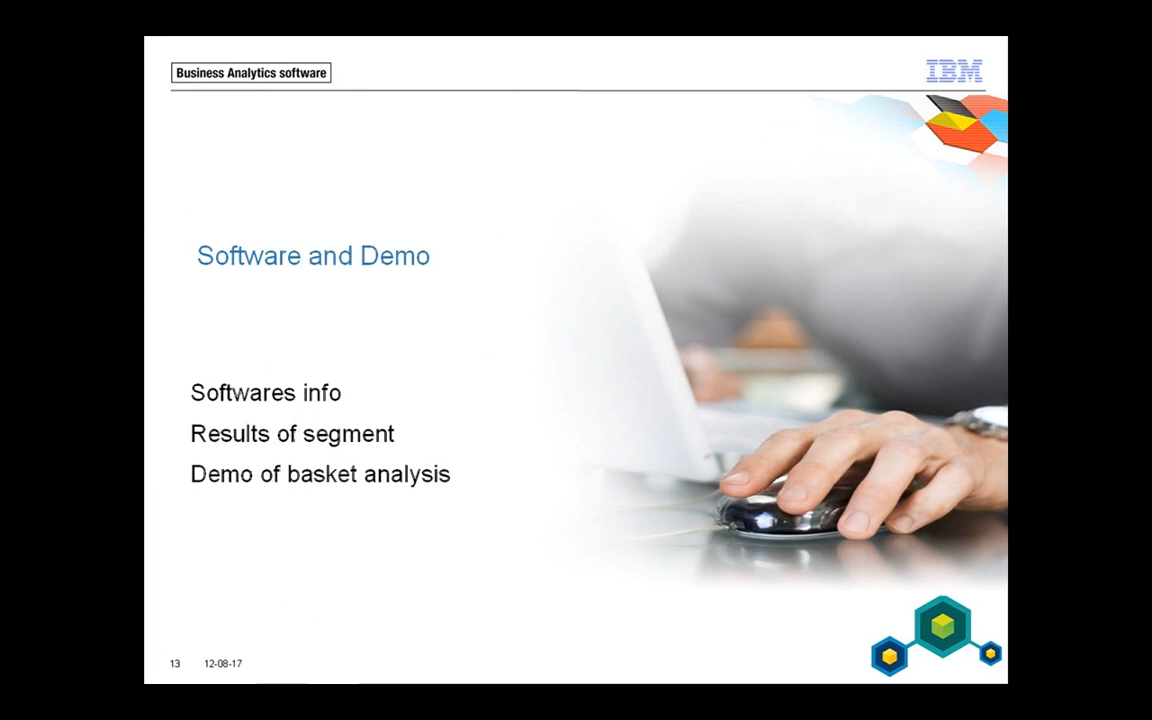 Business Analytics software
IBM
Software and Demo
Softwares info
Results of segment
Demo of basket analysis
13 12-08-17